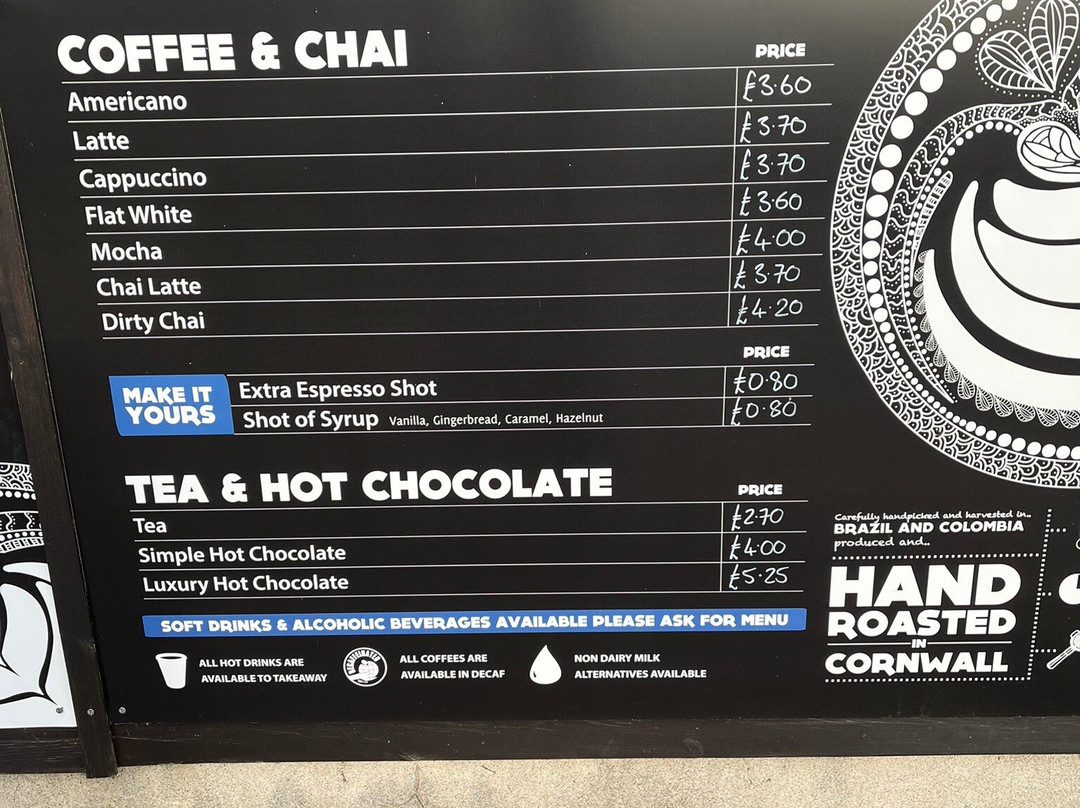 COFFEE & CHAI PRICE
Americano £3.60
Latte £3.70
Cappuccino £3.70
Flat White £3.60
Mocha £4.00
Chai Latte £3.70
Dirty Chai £4.20
PRICE
MAKE IT
YOURS
Extra Espresso Shot £0.80
Shot of Syrup Vanilla, Gingerbread, Caramel, Hazelnut £0.80
TEA & HOT CHOCOLATE PRICE
Tea £2.70
Simple Hot Chocolate £4.00
Luxury Hot Chocolate £5.25
SOFT DRINKS & ALCOHOLIC BEVERAGES AVAILABLE PLEASE ASK FOR MENU
ALL HOT DRINKS ARE
AVAILABLE TO TAKEAWAY
DECAFFEINATED
ALL COFFEES ARE
AVAILABLE IN DECAF
NON DAIRY MILK
ALTERNATIVES AVAILABLE
Carefully handpicked and harvested in..
BRAZIL AND COLOMBIA
produced and..
HAND
ROASTED
IN
CORNWALL